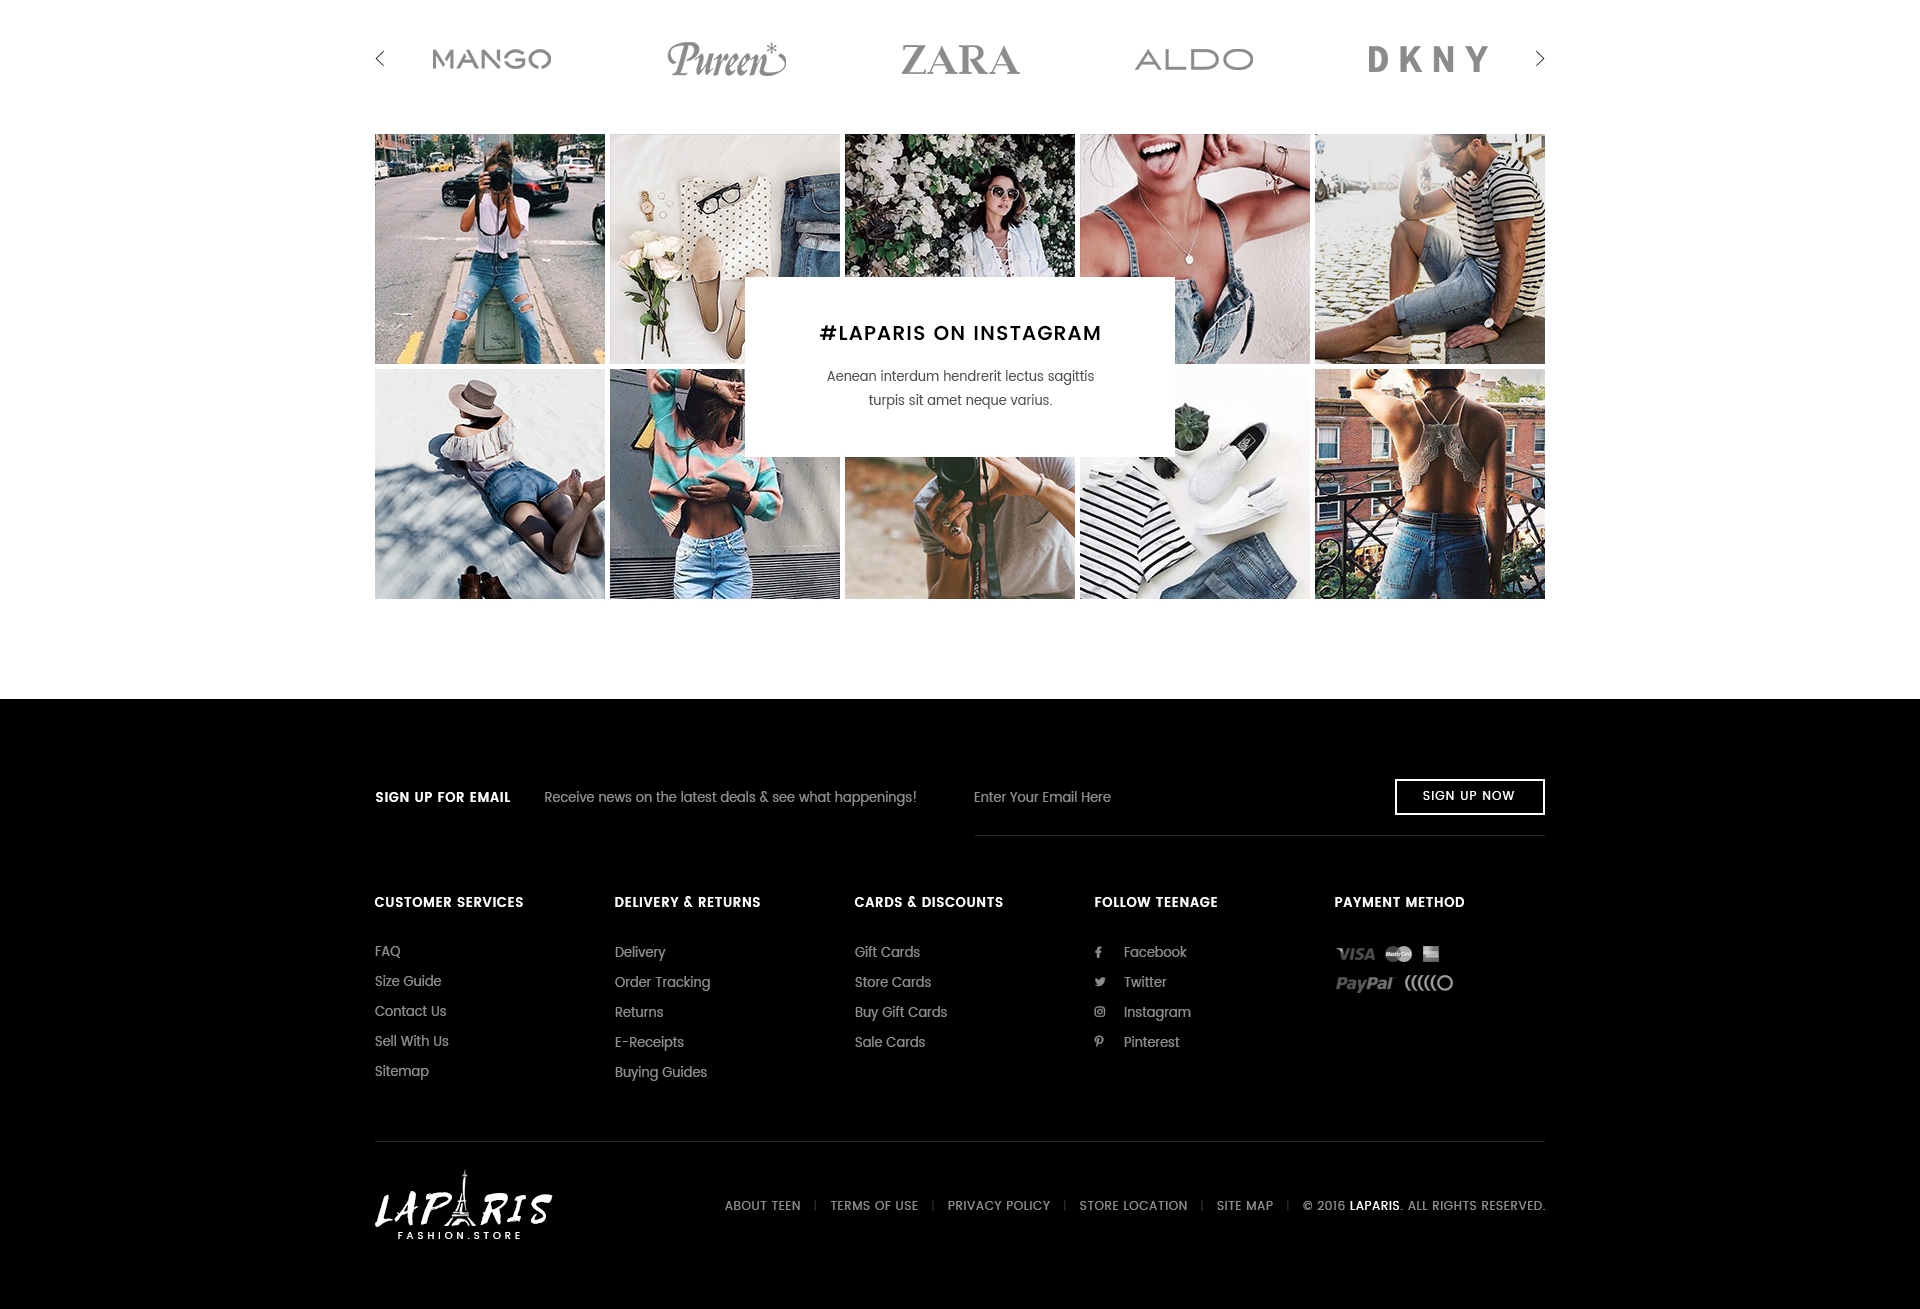 MANGO Pureen* ZARA ALDO DKNY
#LAPARIS ON INSTAGRAM
Aenean interdum hendrerit lectus sagittis
turpis sit amet neque varius.
SIGN UP FOR EMAIL Receive news on the latest deals & see what happenings! Enter Your Email Here SIGN UP NOW
CUSTOMER SERVICES
FAQ
Size Guide
Contact Us
Sell With Us
Sitemap
DELIVERY & RETURNS
Delivery
Order Tracking
Returns
E-Receipts
Buying Guides
CARDS & DISCOUNTS
Gift Cards
Store Cards
Buy Gift Cards
Sale Cards
FOLLOW TEENAGE
Facebook
Twitter
Instagram
Pinterest
PAYMENT METHOD
VISA MasterCard
PayPal
LAPARIS
FASHION.STORE
ABOUT TEEN | TERMS OF USE | PRIVACY POLICY | STORE LOCATION | SITE MAP | © 2016 LAPARIS. ALL RIGHTS RESERVED.